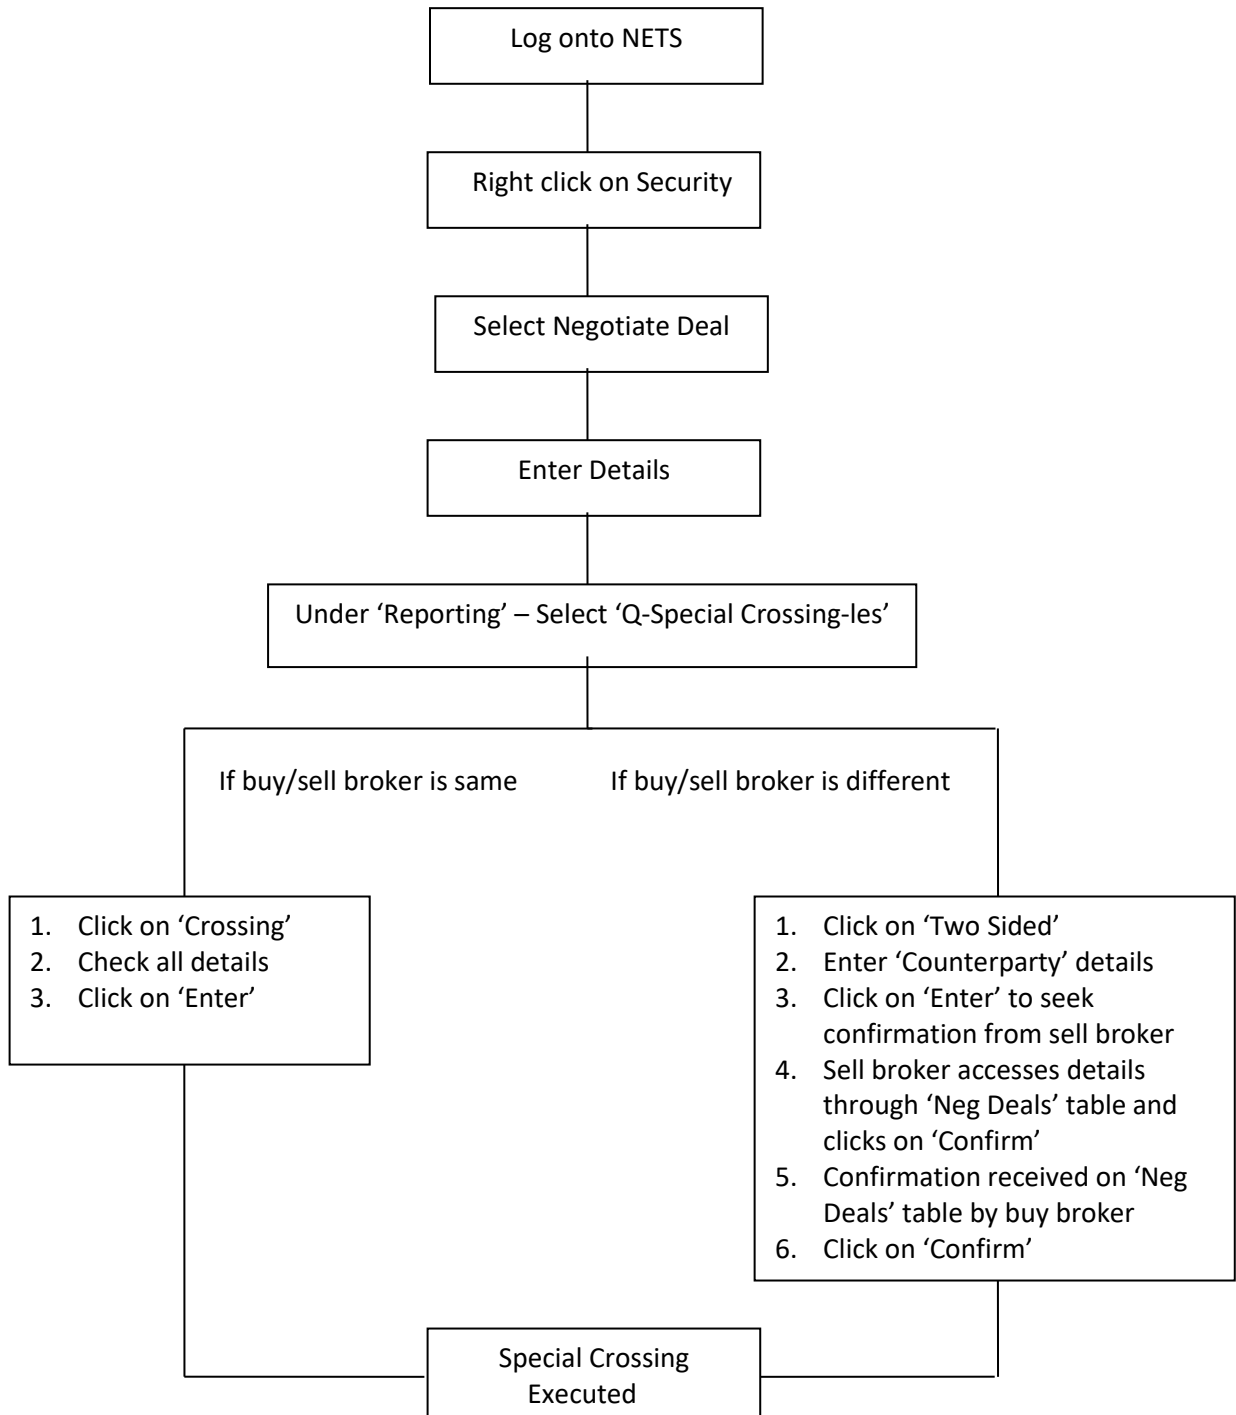 Log onto NETS
Right click on Security
Select Negotiate Deal
Enter Details
Under ‘Reporting’ – Select ‘Q-Special Crossing-les’
If buy/sell broker is same
If buy/sell broker is different
1. Click on ‘Crossing’
2. Check all details
3. Click on ‘Enter’
1. Click on ‘Two Sided’
2. Enter ‘Counterparty’ details
3. Click on ‘Enter’ to seek
confirmation from sell broker
4. Sell broker accesses details
through ‘Neg Deals’ table and
clicks on ‘Confirm’
5. Confirmation received on ‘Neg
Deals’ table by buy broker
6. Click on ‘Confirm’
Special Crossing
Executed